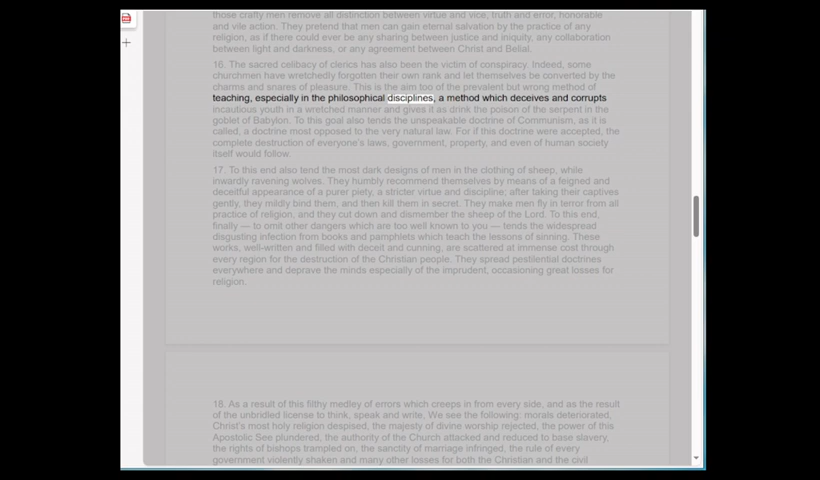 those crafty men remove all distinction between virtue and vice, truth and error, honorable
and vile action. They pretend that men can gain eternal salvation by the practice of any
religion, as if there could ever be any sharing between justice and iniquity, any collaboration
between light and darkness, or any agreement between Christ and Belial.
16. The sacred celibacy of clerics has also been the victim of conspiracy. Indeed, some
churchmen have wretchedly forgotten their own rank and let themselves be converted by the
charms and snares of pleasure. This is the aim too of the prevalent but wrong method of
teaching, especially in the philosophical disciplines, a method which deceives and corrupts
incautious youth in a wretched manner and gives it as drink the poison of the serpent in the
goblet of Babylon. To this goal also tends the unspeakable doctrine of Communism, as it is
called, a doctrine most opposed to the very natural law. For if this doctrine were accepted, the
complete destruction of everyone's laws, government, property, and even of human society
itself would follow.
17. To this end also tend the most dark designs of men in the clothing of sheep, while
inwardly ravening wolves. They humbly recommend themselves by means of a feigned and
deceitful appearance of a purer piety, a stricter virtue and discipline; after taking their captives
gently, they mildly bind them, and then kill them in secret. They make men fly in terror from all
practice of religion, and they cut down and dismember the sheep of the Lord. To this end,
finally — to omit other dangers which are too well known to you — tends the widespread
disgusting infection from books and pamphlets which teach the lessons of sinning. These
works, well-written and filled with deceit and cunning, are scattered at immense cost through
every region for the destruction of the Christian people. They spread pestilential doctrines
everywhere and deprave the minds especially of the imprudent, occasioning great losses for
religion.
18. As a result of this filthy medley of errors which creeps in from every side, and as the result
of the unbridled license to think, speak and write, We see the following: morals deteriorated,
Christ's most holy religion despised, the majesty of divine worship rejected, the power of this
Apostolic See plundered, the authority of the Church attacked and reduced to base slavery,
the rights of bishops trampled on, the sanctity of marriage infringed, the rule of every
government violently shaken and many other losses for both the Christian and the civil